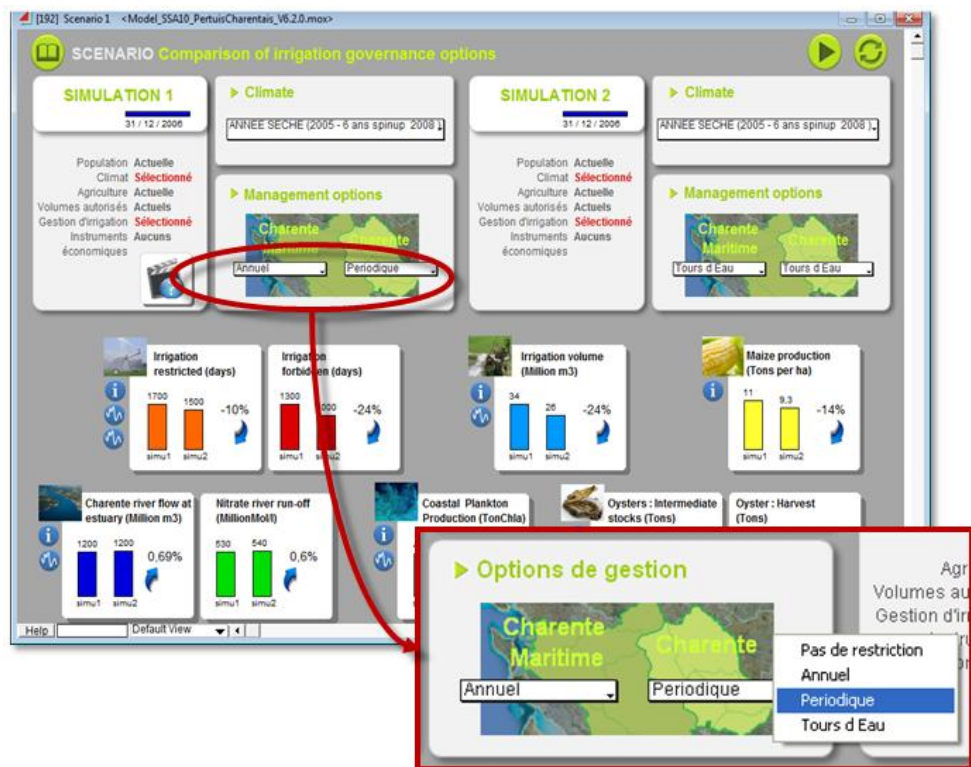 [192] Scenario 1 <Model_SSA10_PertuisCharentais_V6.2.0.mox>
SCENARIO Comparison of irrigation governance options
SIMULATION 1
31 / 12 / 2006
Population Actuelle
Climat Sélectionné
Agriculture Actuelle
Volumes autorisés Actuels
Gestion d'irrigation Sélectionné
Instruments Aucuns
économiques
Climate
ANNEE SECHE (2005 - 6 ans spinup 2008 )
Management options
Charente
Maritime
Charente
Annuel
Periodique
SIMULATION 2
31 / 12 / 2006
Population Actuelle
Climat Sélectionné
Agriculture Actuelle
Volumes autorisés Actuels
Gestion d'irrigation Sélectionné
Instruments Aucuns
économiques
Climate
ANNEE SECHE (2005 - 6 ans spinup 2008 )
Management options
Charente
Maritime
Charente
Tours d Eau
Tours d Eau
Irrigation
restricted (days)
1700
1500
-10%
simu1
simu2
Irrigation
forbidden (days)
1300
000
-24%
simu1
simu2
Irrigation volume
(Million m3)
34
26
-24%
simu1
simu2
Maize production
(Tons per ha)
11
9,3
-14%
simu1
simu2
Charente river flow at
estuary (Million m3)
1200
1200
0,69%
simu1
simu2
Nitrate river run-off
(MillionMol/l)
530
540
0,6%
simu1
simu2
Coastal Plankton
Production (TonChla)
Oysters : Intermediate
stocks (Tons)
Oyster : Harvest
(Tons)
Help
Default View
Options de gestion
Charente
Maritime
Charente
Annuel
Periodique
Agr
Volumes au
Gestion d'irr
Pas de restriction
Annuel
Periodique
Tours d Eau